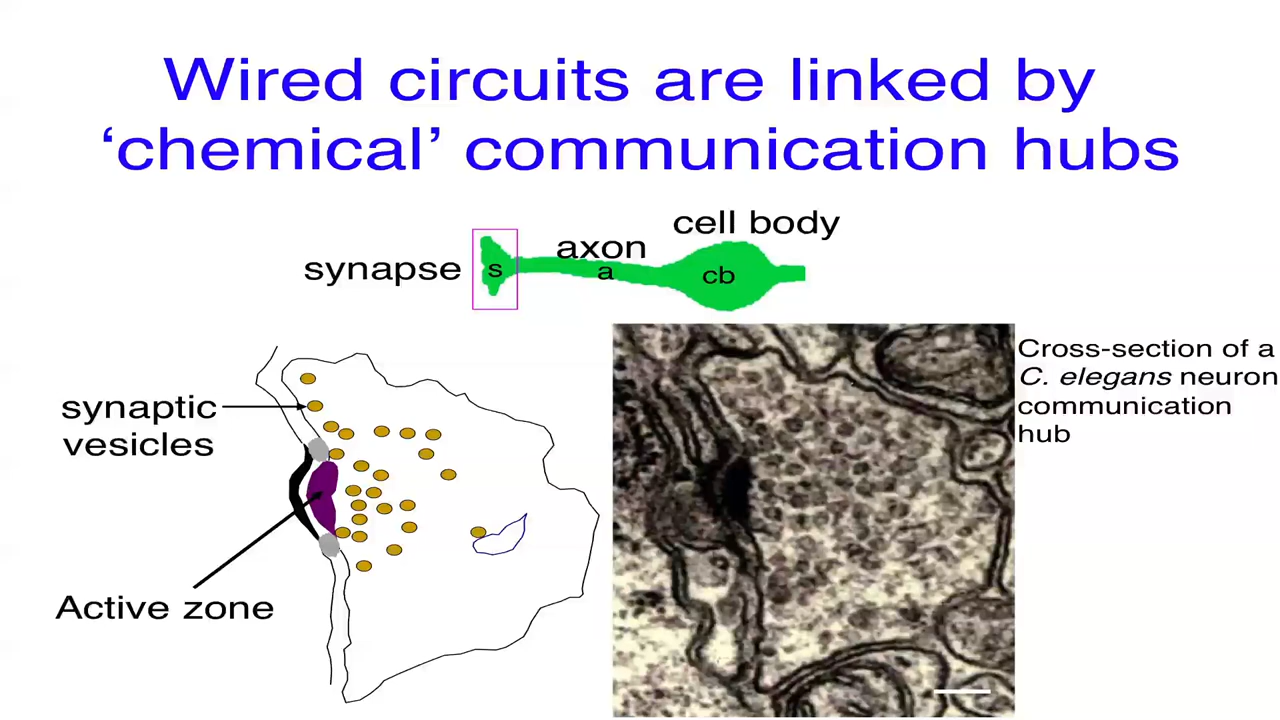 Wired circuits are linked by
‘chemical’ communication hubs
cell body
axon
synapse
s
a
cb
Cross-section of a
C. elegans neuron
communication
hub
synaptic
vesicles
Active zone